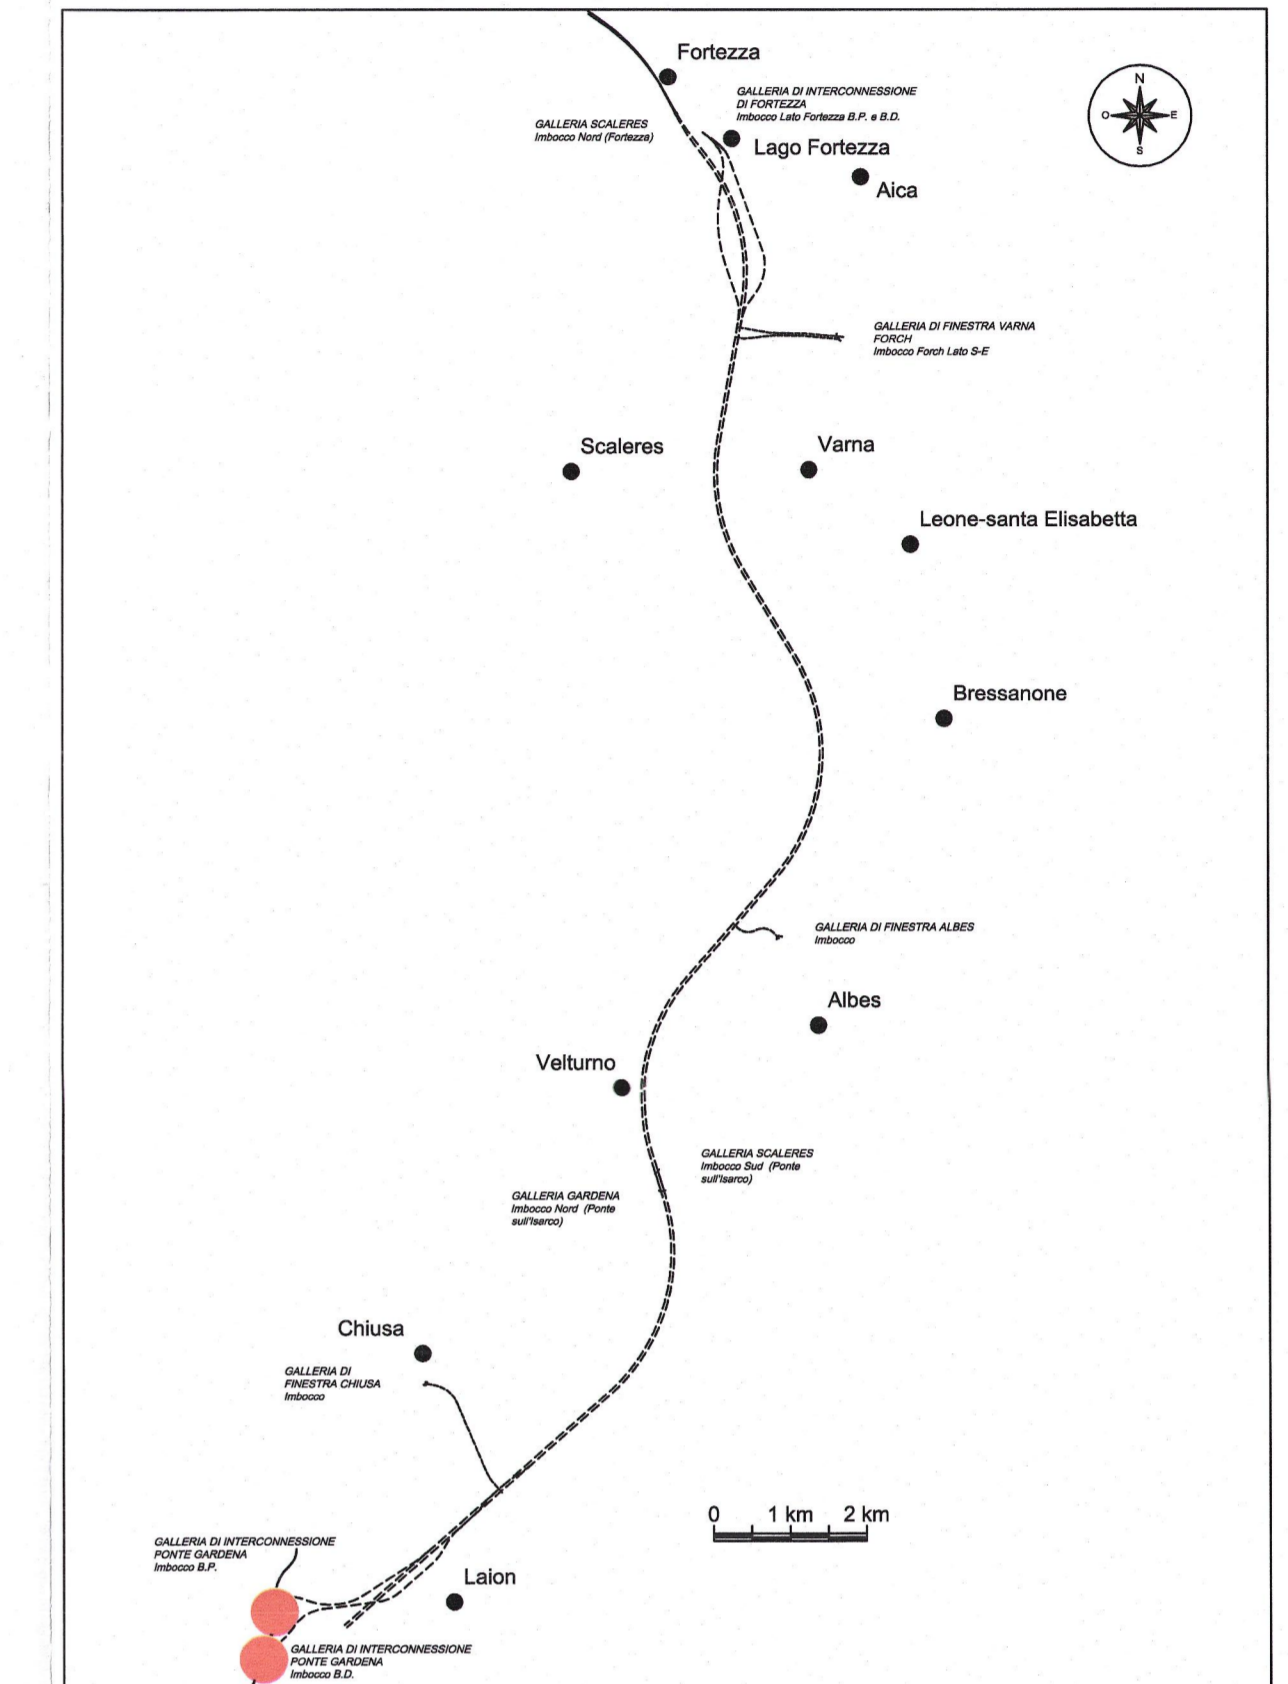 Fortezza
GALLERIA DI INTERCONNESSIONE
DI FORTEZZA
Imbocco Lato Fortezza B.P. e B.D.
N
O
E
S
GALLERIA SCALERES
Imbocco Nord (Fortezza)
Lago Fortezza
Aica
GALLERIA DI FINESTRA VARNA
FORCH
Imbocco Forch Lato S-E
Scaleres
Varna
Leone-santa Elisabetta
Bressanone
GALLERIA DI FINESTRA ALBES
Imbocco
Albes
Velturno
GALLERIA SCALERES
Imbocco Sud (Ponte
sull'Isarco)
GALLERIA GARDENA
Imbocco Nord (Ponte
sull'Isarco)
Chiusa
GALLERIA DI
FINESTRA CHIUSA
Imbocco
0 1 km 2 km
GALLERIA DI INTERCONNESSIONE
PONTE GARDENA
Imbocco B.P.
Laion
GALLERIA DI INTERCONNESSIONE
PONTE GARDENA
Imbocco B.D.